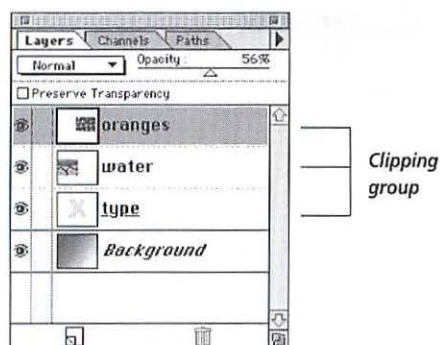 Layers Channels Paths
Normal Opacity: 56%
Preserve Transparency
oranges
water
type
Background
Clipping group